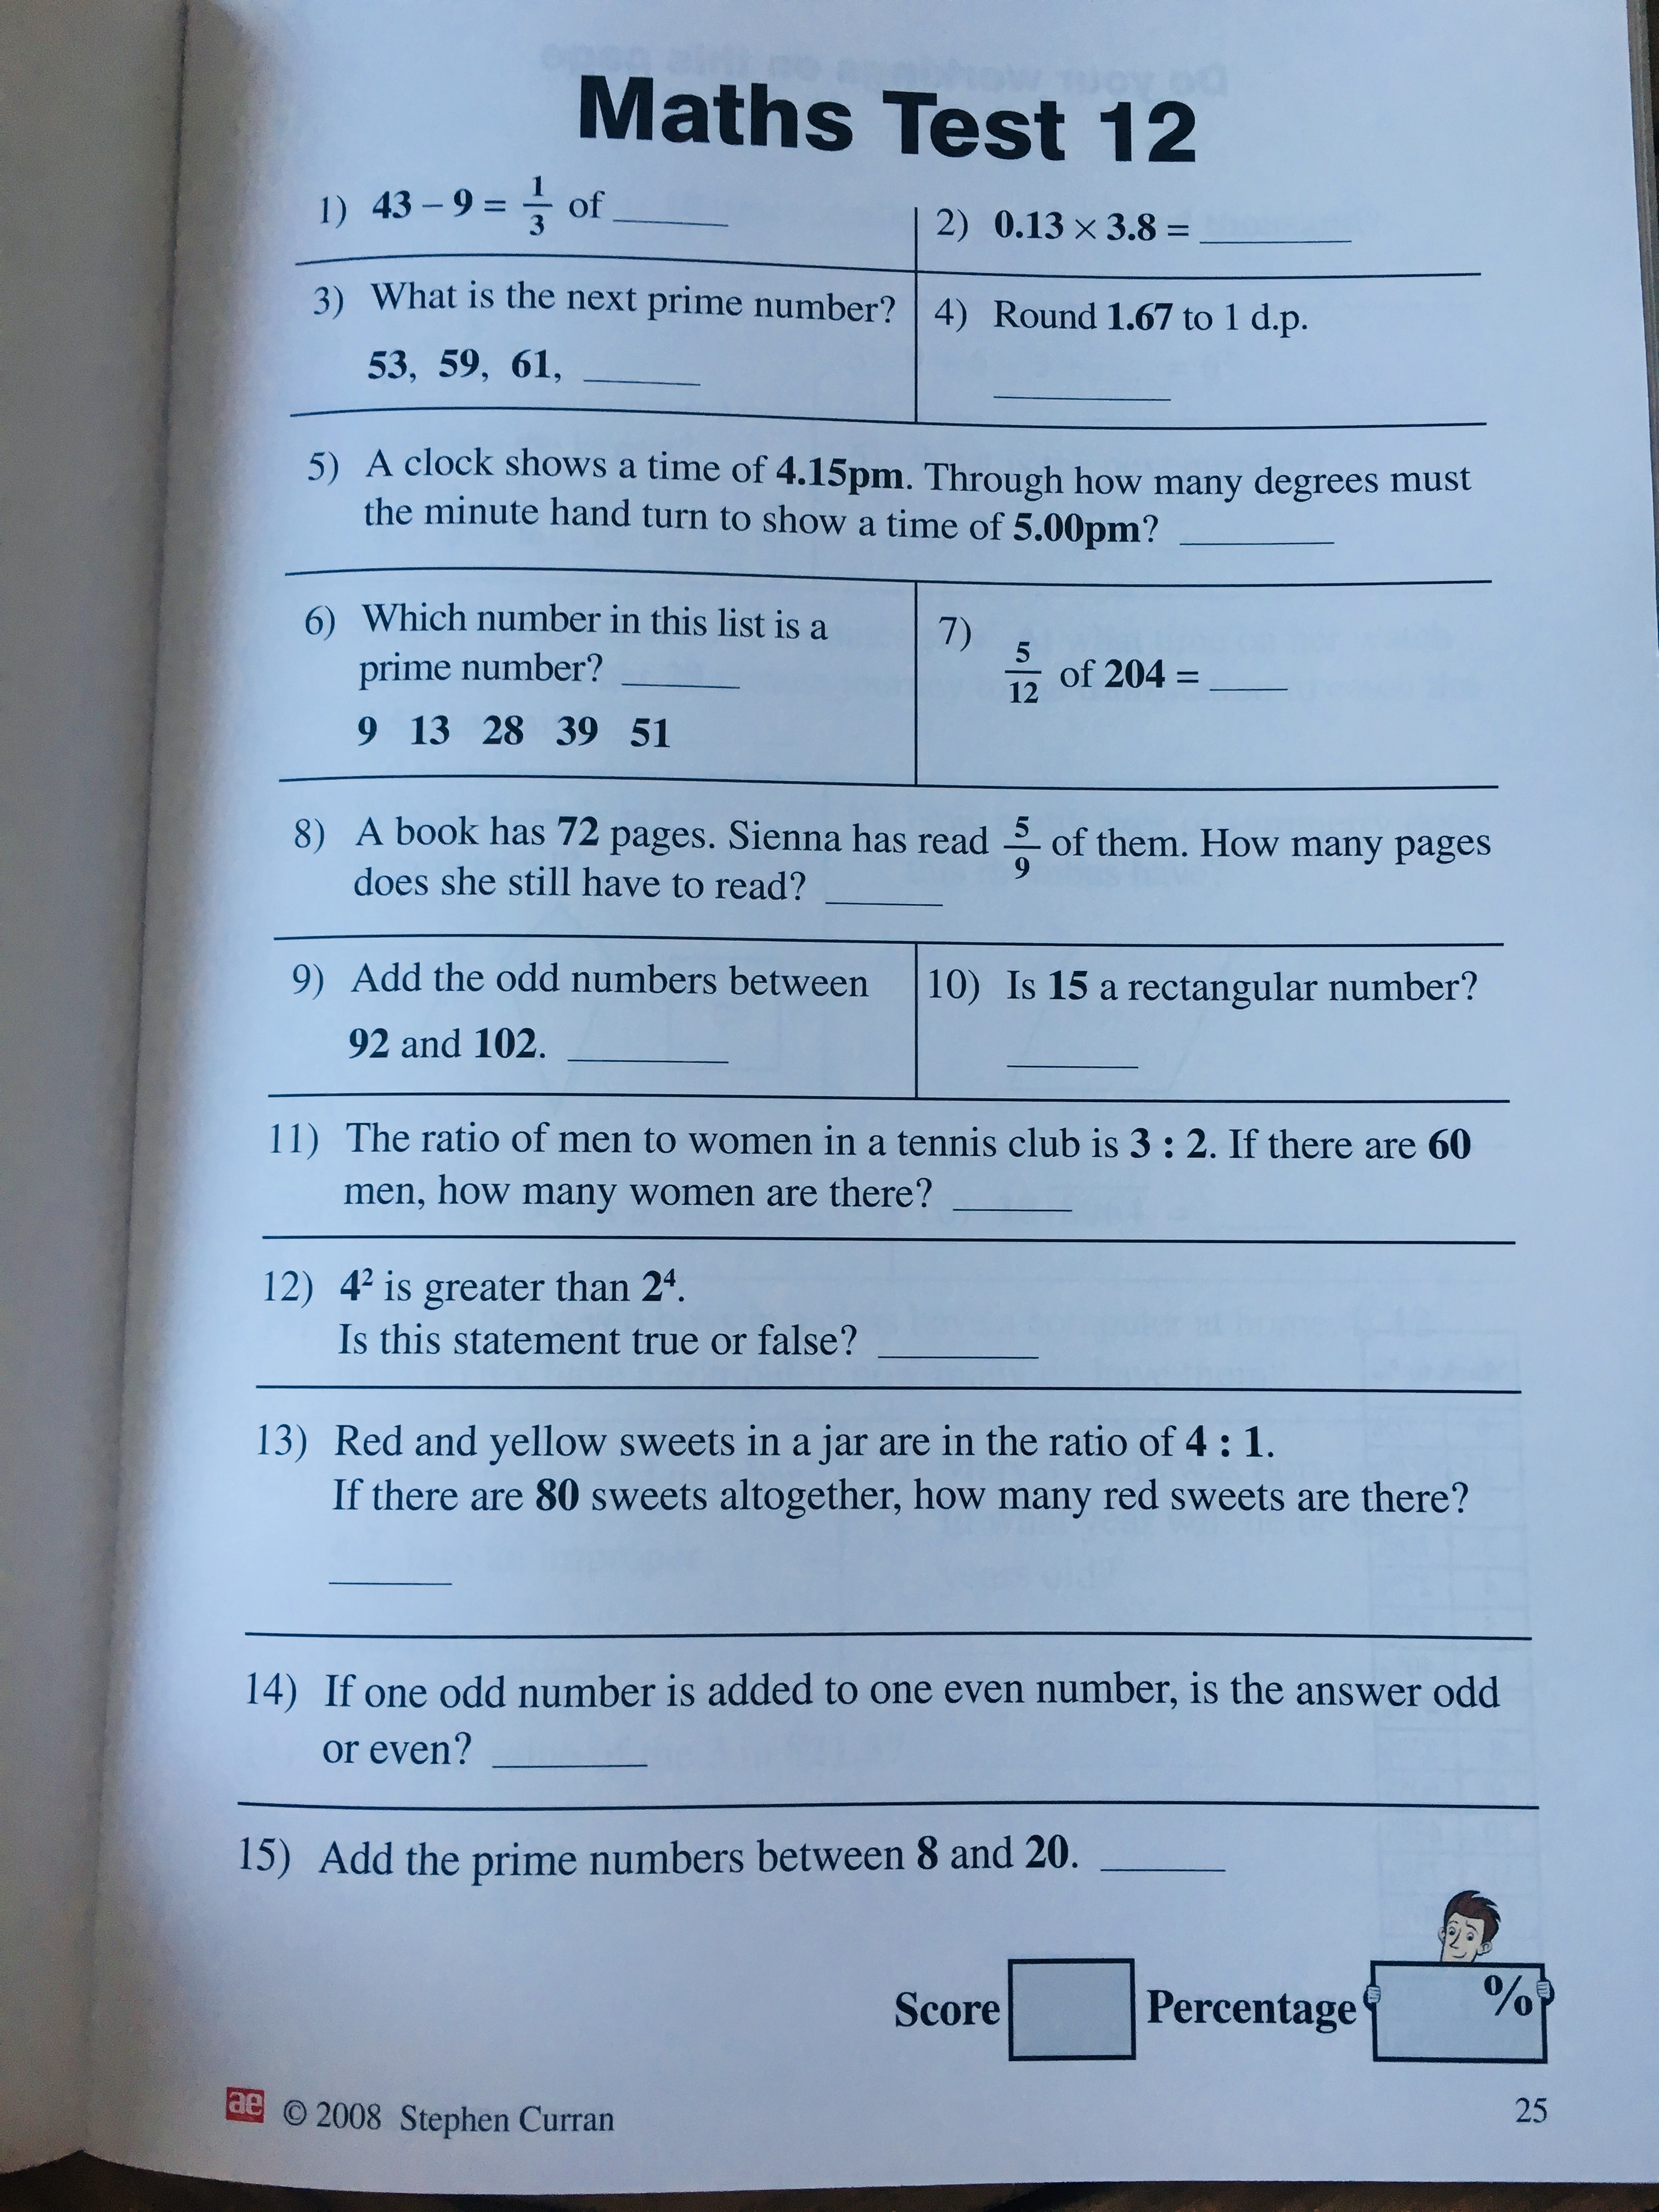 Maths Test 12
1) 43 – 9 = 1/3 of ______
2) 0.13 × 3.8 = ______
3) What is the next prime number?
53, 59, 61, ______
4) Round 1.67 to 1 d.p.
______
5) A clock shows a time of 4.15pm. Through how many degrees must
the minute hand turn to show a time of 5.00pm? ______
6) Which number in this list is a
prime number? ______
9 13 28 39 51
7) 5/12 of 204 = ______
8) A book has 72 pages. Sienna has read 5/9 of them. How many pages
does she still have to read? ______
9) Add the odd numbers between
92 and 102. ______
10) Is 15 a rectangular number?
______
11) The ratio of men to women in a tennis club is 3 : 2. If there are 60
men, how many women are there? ______
12) 4² is greater than 2⁴.
Is this statement true or false? ______
13) Red and yellow sweets in a jar are in the ratio of 4 : 1.
If there are 80 sweets altogether, how many red sweets are there?
______
14) If one odd number is added to one even number, is the answer odd
or even? ______
15) Add the prime numbers between 8 and 20. ______
Score Percentage %
ae © 2008 Stephen Curran
25